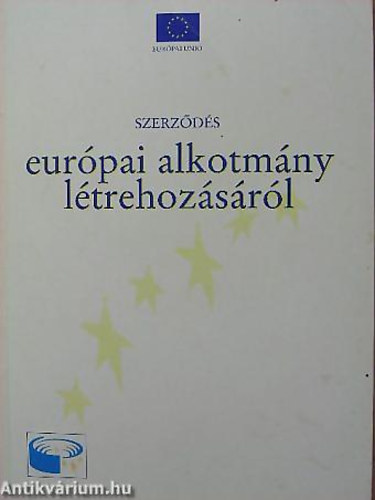 EURÓPAI UNIÓ
SZERZŐDÉS
európai alkotmány
létrehozásáról
Antikvárium.hu